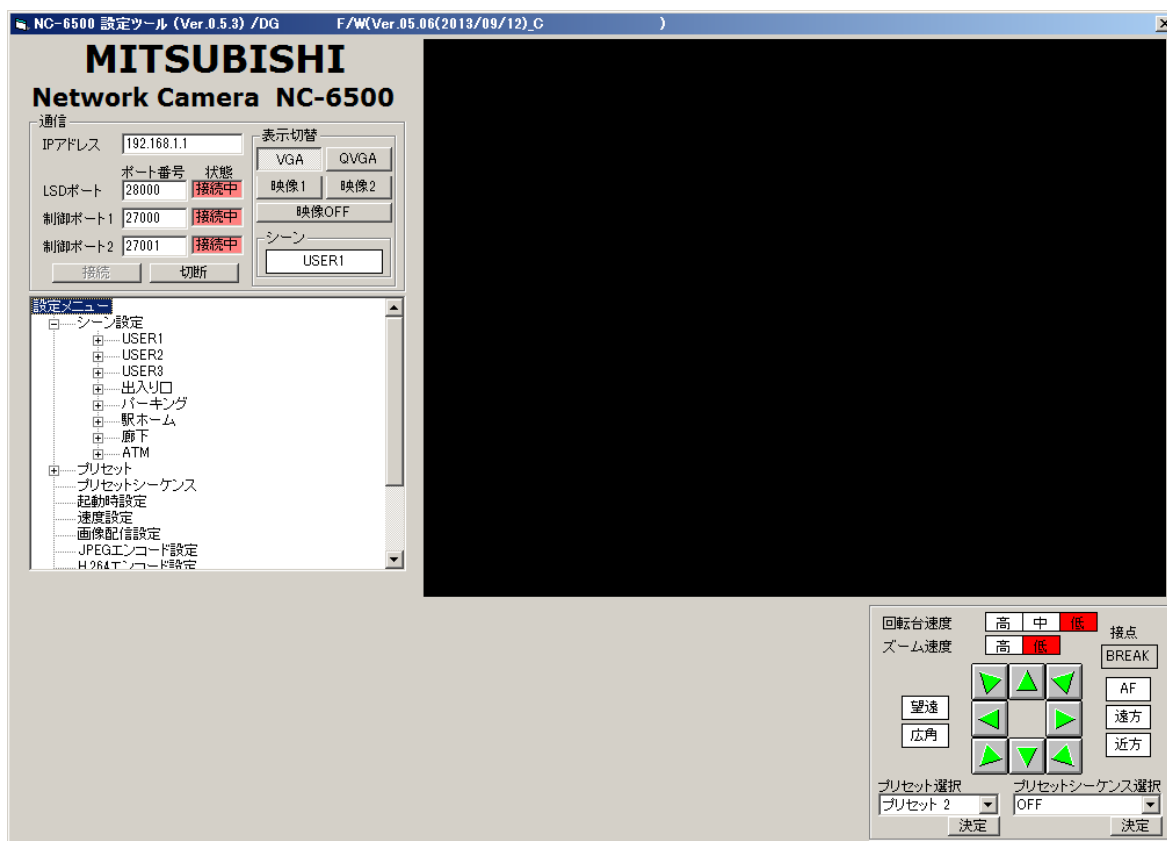 NC-6500 設定ツール (Ver.0.5.3) /DG F/W(Ver.05.06(2013/09/12)_C )
MITSUBISHI
Network Camera NC-6500
通信
IPアドレス 192.168.1.1
ポート番号 状態
LSDポート 28000 接続中
制御ポート1 27000 接続中
制御ポート2 27001 接続中
接続 切断
表示切替
VGA QVGA
映像1 映像2
映像OFF
シーン
USER1
設定メニュー
シーン設定
USER1
USER2
USER3
出入り口
パーキング
駅ホーム
廊下
ATM
プリセット
プリセットシーケンス
起動時設定
速度設定
画像配信設定
JPEGエンコード設定
H.264エンコード設定
回転台速度 高 中 低
ズーム速度 高 低
接点
BREAK
望遠
広角
AF
遠方
近方
プリセット選択
プリセット 2
決定
プリセットシーケンス選択
OFF
決定